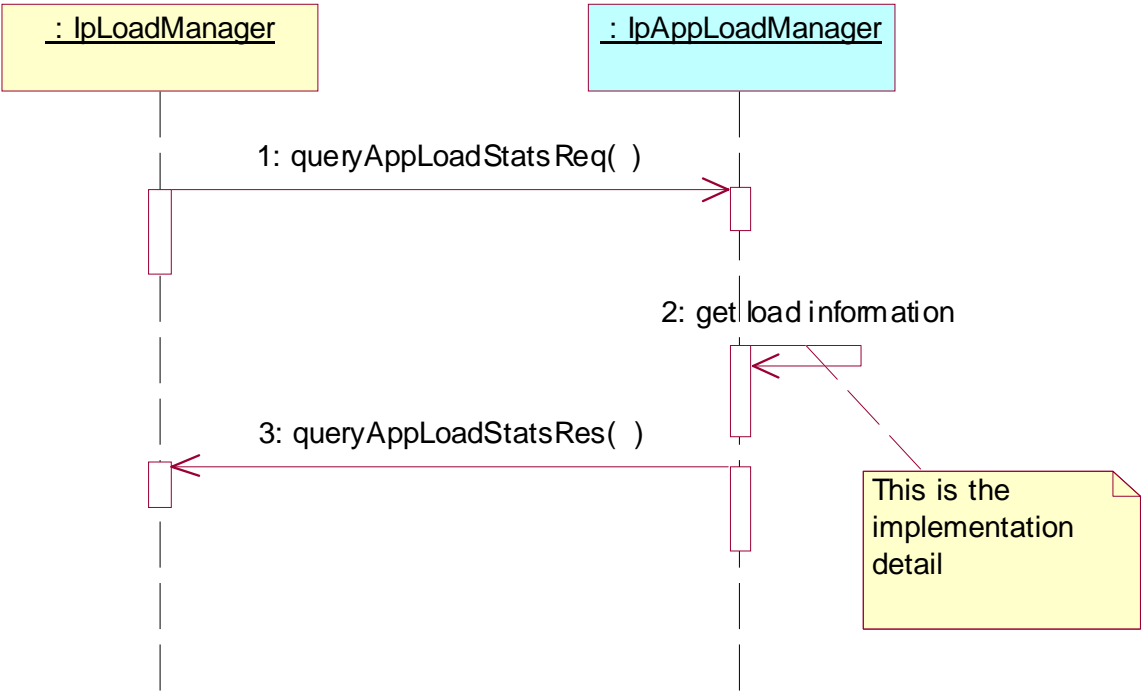 : IpLoadManager
: IpAppLoadManager
1: queryAppLoadStatsReq( )
2: get load information
3: queryAppLoadStatsRes( )
This is the
implementation
detail